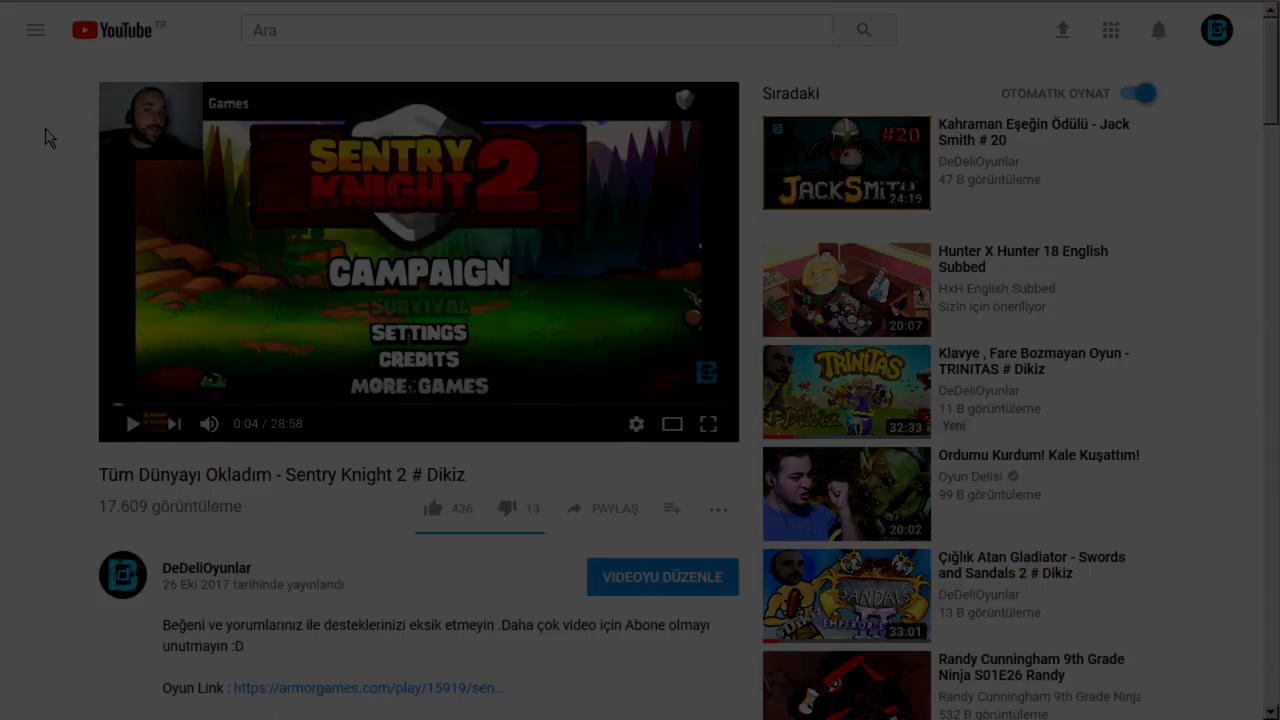 YouTube TR
Ara
Games
SENTRY
KNIGHT 2
CAMPAIGN
SURVIVAL
SETTINGS
CREDITS
MORE GAMES
0:04 / 28:58
Tüm Dünyayı Okladım - Sentry Knight 2 # Dikiz
17.609 görüntüleme
436
13
PAYLAŞ
DeDeliOyunlar
26 Eki 2017 tarihinde yayınlandı
VIDEOYU DÜZENLE
Beğeni ve yorumlarınız ile desteklerinizi eksik etmeyin .Daha çok video için Abone olmayı
unutmayın :D
Oyun Link : https://armorgames.com/play/15919/sen...
Sıradaki
OTOMATIK OYNAT
#20
JACKSMITH
24:19
Kahraman Eşeğin Ödülü - Jack
Smith # 20
DeDeliOyunlar
47 B görüntüleme
20:07
Hunter X Hunter 18 English
Subbed
HxH English Subbed
Sizin için öneriliyor
TRINITAS
#Dikiz
32:33
Klavye , Fare Bozmayan Oyun -
TRINITAS # Dikiz
DeDeliOyunlar
11 B görüntüleme
Yeni
20:02
Ordumu Kurdum! Kale Kuşattım!
Oyun Delisi
99 B görüntüleme
SANDALS
EMPEROR'S
#Dikiz
33:01
Çığlık Atan Gladiator - Swords
and Sandals 2 # Dikiz
DeDeliOyunlar
13 B görüntüleme
Randy Cunningham 9th Grade
Ninja S01E26 Randy
Randy Cunningham 9th Grade Ninja
532 B görüntüleme